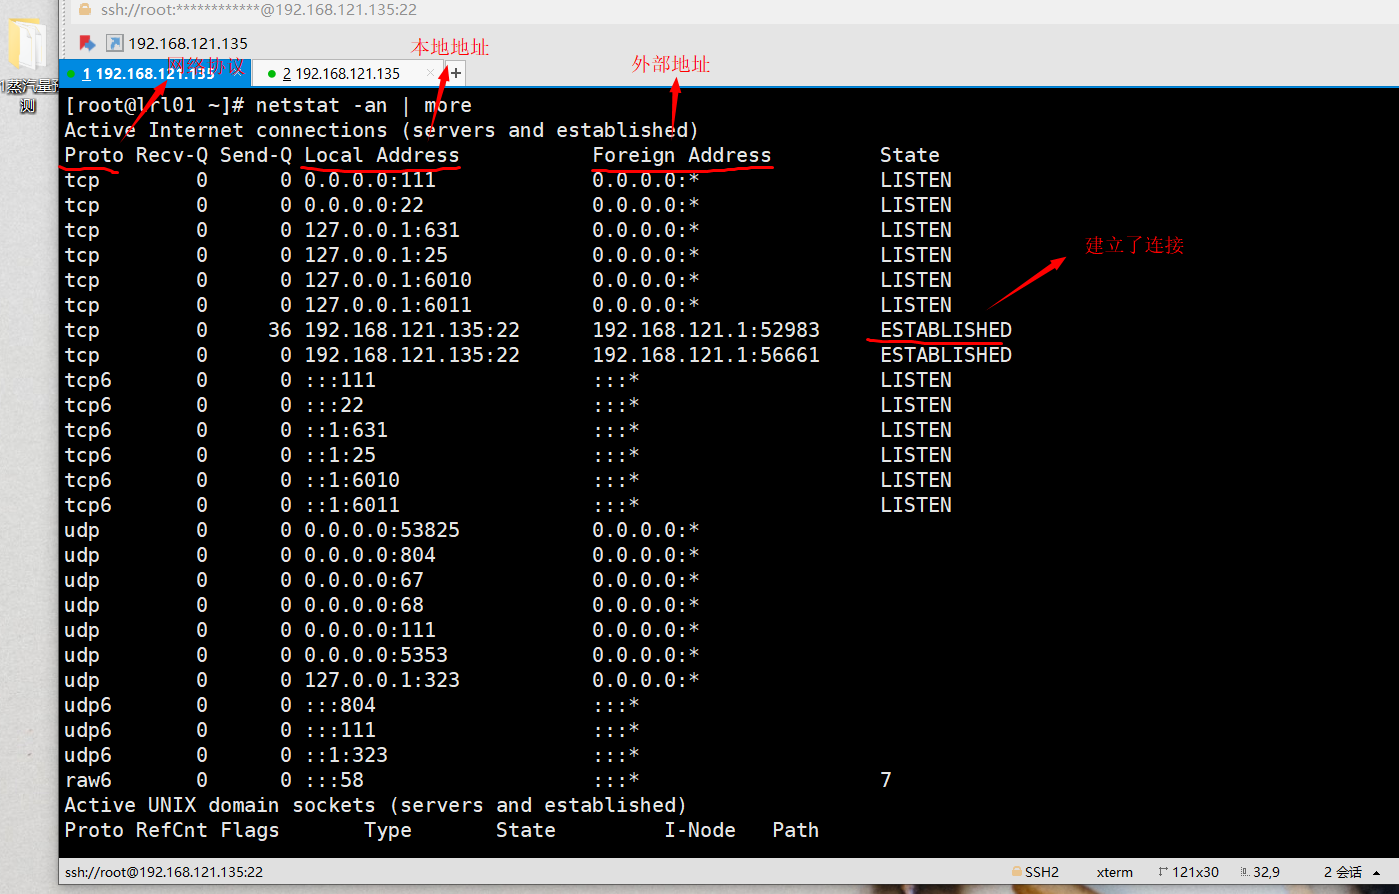 ssh://root:************@192.168.121.135:22
192.168.121.135
本地地址
外部地址
网络协议
1 192.168.121.135
2 192.168.121.135
1蒸汽量预
测
[root@lrl01 ~]# netstat -an | more
Active Internet connections (servers and established)
Proto Recv-Q Send-Q Local Address Foreign Address State
tcp 0 0 0.0.0.0:111 0.0.0.0:* LISTEN
tcp 0 0 0.0.0.0:22 0.0.0.0:* LISTEN
tcp 0 0 127.0.0.1:631 0.0.0.0:* LISTEN
建立了连接
tcp 0 0 127.0.0.1:25 0.0.0.0:* LISTEN
tcp 0 0 127.0.0.1:6010 0.0.0.0:* LISTEN
tcp 0 0 127.0.0.1:6011 0.0.0.0:* LISTEN
tcp 0 36 192.168.121.135:22 192.168.121.1:52983 ESTABLISHED
tcp 0 0 192.168.121.135:22 192.168.121.1:56661 ESTABLISHED
tcp6 0 0 :::111 :::* LISTEN
tcp6 0 0 :::22 :::* LISTEN
tcp6 0 0 ::1:631 :::* LISTEN
tcp6 0 0 ::1:25 :::* LISTEN
tcp6 0 0 ::1:6010 :::* LISTEN
tcp6 0 0 ::1:6011 :::* LISTEN
udp 0 0 0.0.0.0:53825 0.0.0.0:*
udp 0 0 0.0.0.0:804 0.0.0.0:*
udp 0 0 0.0.0.0:67 0.0.0.0:*
udp 0 0 0.0.0.0:68 0.0.0.0:*
udp 0 0 0.0.0.0:111 0.0.0.0:*
udp 0 0 0.0.0.0:5353 0.0.0.0:*
udp 0 0 127.0.0.1:323 0.0.0.0:*
udp6 0 0 :::804 :::*
udp6 0 0 :::111 :::*
udp6 0 0 ::1:323 :::*
raw6 0 0 :::58 :::* 7
Active UNIX domain sockets (servers and established)
Proto RefCnt Flags Type State I-Node Path
ssh://root@192.168.121.135:22 SSH2 xterm 121x30 32,9 2 会话